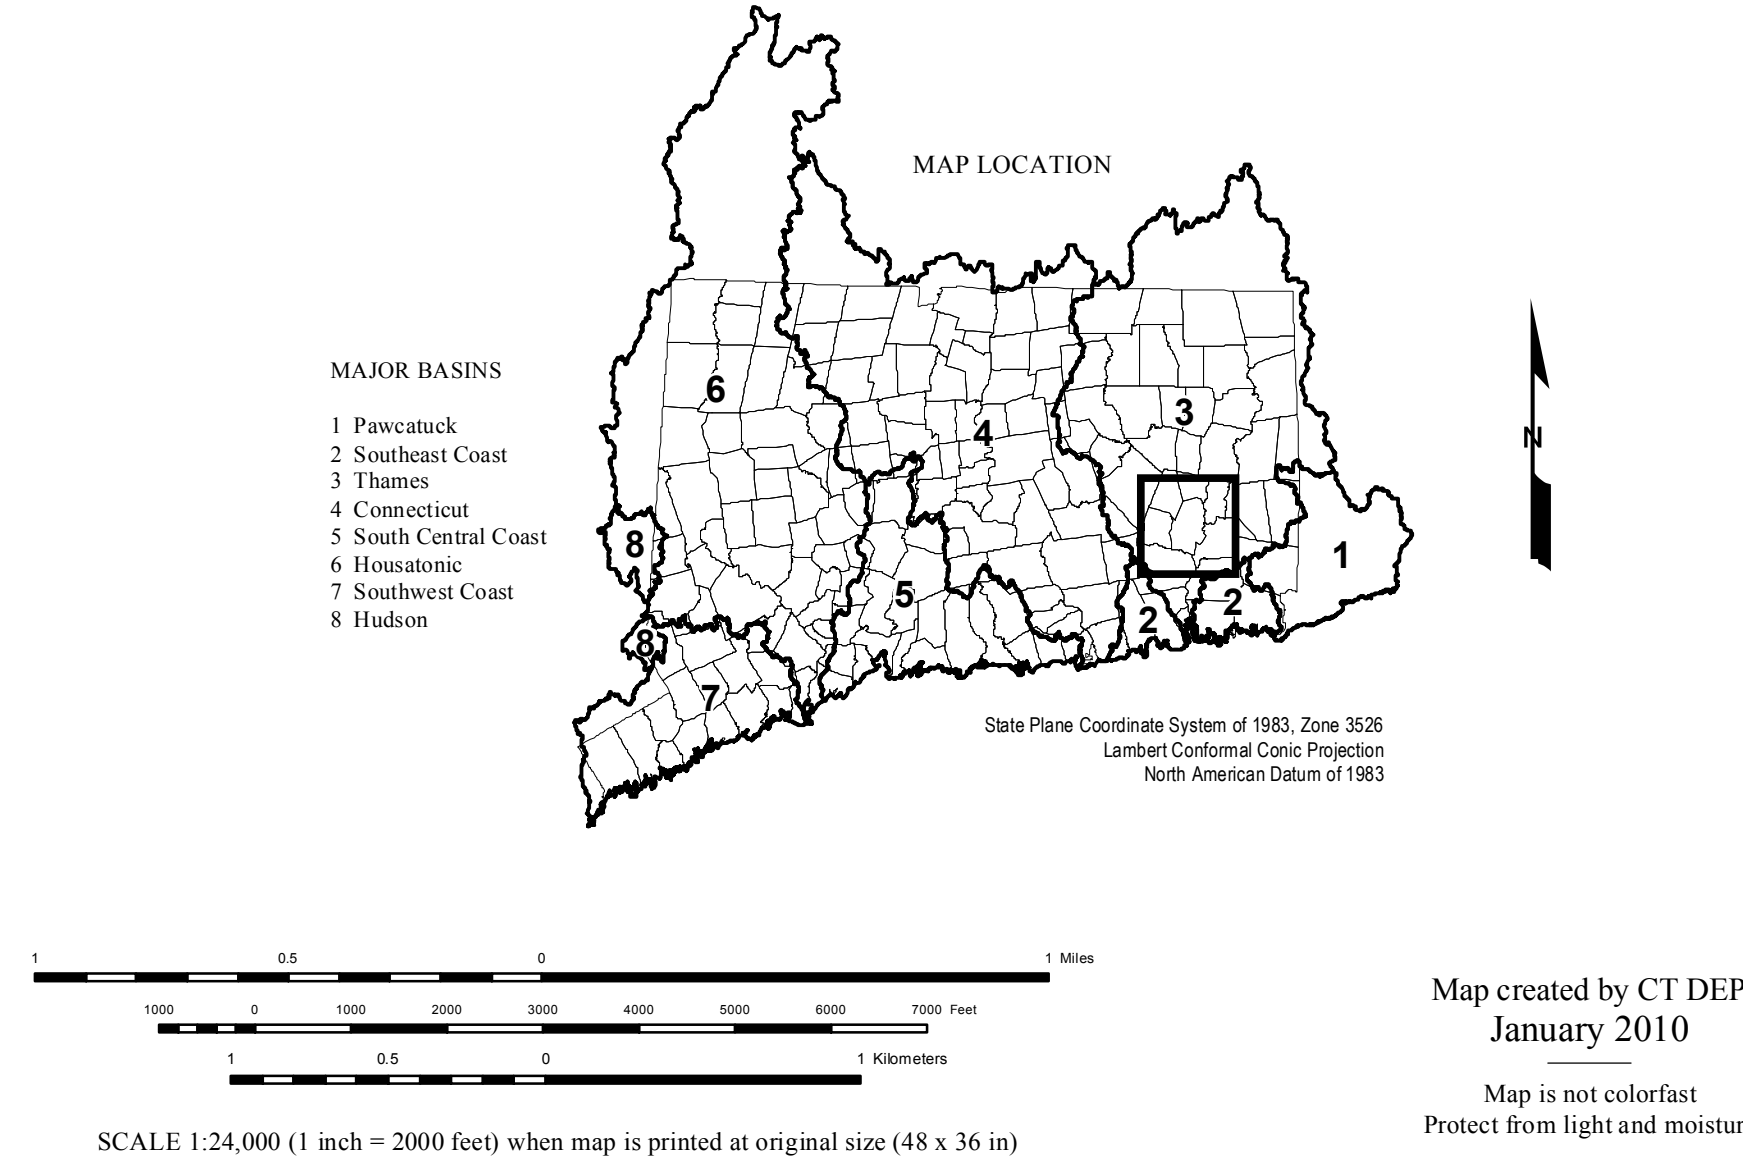 MAP LOCATION
MAJOR BASINS
1 Pawcatuck
2 Southeast Coast
3 Thames
4 Connecticut
5 South Central Coast
6 Housatonic
7 Southwest Coast
8 Hudson
6
3
4
N
8
1
5
2
2
8
7
State Plane Coordinate System of 1983, Zone 3526
Lambert Conformal Conic Projection
North American Datum of 1983
1 0.5 0 1 Miles
1000 0 1000 2000 3000 4000 5000 6000 7000 Feet
1 0.5 0 1 Kilometers
SCALE 1:24,000 (1 inch = 2000 feet) when map is printed at original size (48 x 36 in)
Map created by CT DEP
January 2010
Map is not colorfast
Protect from light and moistur